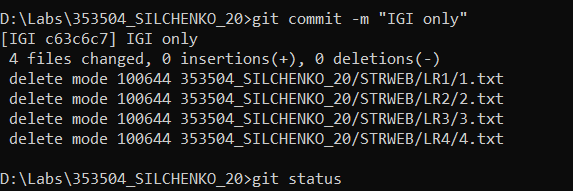 D:\Labs\353504_SILCHENKO_20>git commit -m "IGI only"
[IGI c63c6c7] IGI only
 4 files changed, 0 insertions(+), 0 deletions(-)
 delete mode 100644 353504_SILCHENKO_20/STRWEB/LR1/1.txt
 delete mode 100644 353504_SILCHENKO_20/STRWEB/LR2/2.txt
 delete mode 100644 353504_SILCHENKO_20/STRWEB/LR3/3.txt
 delete mode 100644 353504_SILCHENKO_20/STRWEB/LR4/4.txt
D:\Labs\353504_SILCHENKO_20>git status